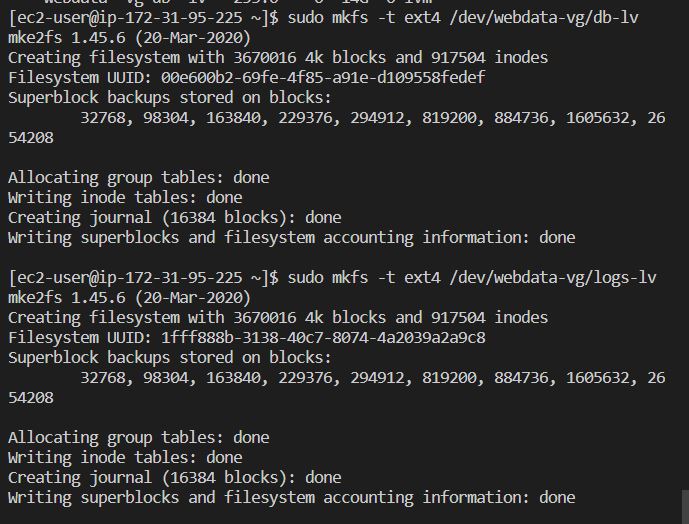 [ec2-user@ip-172-31-95-225 ~]$ sudo mkfs -t ext4 /dev/webdata-vg/db-lv
mke2fs 1.45.6 (20-Mar-2020)
Creating filesystem with 3670016 4k blocks and 917504 inodes
Filesystem UUID: 00e600b2-69fe-4f85-a91e-d109558fedef
Superblock backups stored on blocks:
        32768, 98304, 163840, 229376, 294912, 819200, 884736, 1605632, 26
54208

Allocating group tables: done
Writing inode tables: done
Creating journal (16384 blocks): done
Writing superblocks and filesystem accounting information: done

[ec2-user@ip-172-31-95-225 ~]$ sudo mkfs -t ext4 /dev/webdata-vg/logs-lv
mke2fs 1.45.6 (20-Mar-2020)
Creating filesystem with 3670016 4k blocks and 917504 inodes
Filesystem UUID: 1fff888b-3138-40c7-8074-4a2039a2a9c8
Superblock backups stored on blocks:
        32768, 98304, 163840, 229376, 294912, 819200, 884736, 1605632, 26
54208

Allocating group tables: done
Writing inode tables: done
Creating journal (16384 blocks): done
Writing superblocks and filesystem accounting information: done